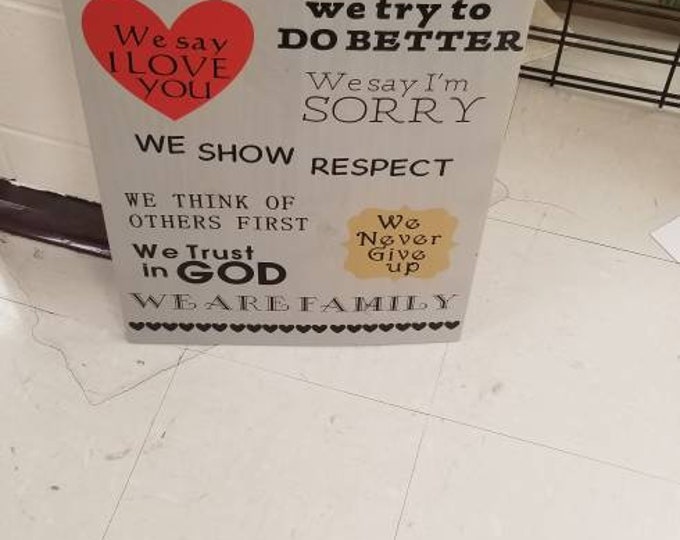 We say
I LOVE
YOU
we try to
DO BETTER
We say I'm
SORRY
WE SHOW RESPECT
WE THINK OF
OTHERS FIRST
We Trust
in GOD
We
Never
Give
up
WE ARE FAMILY